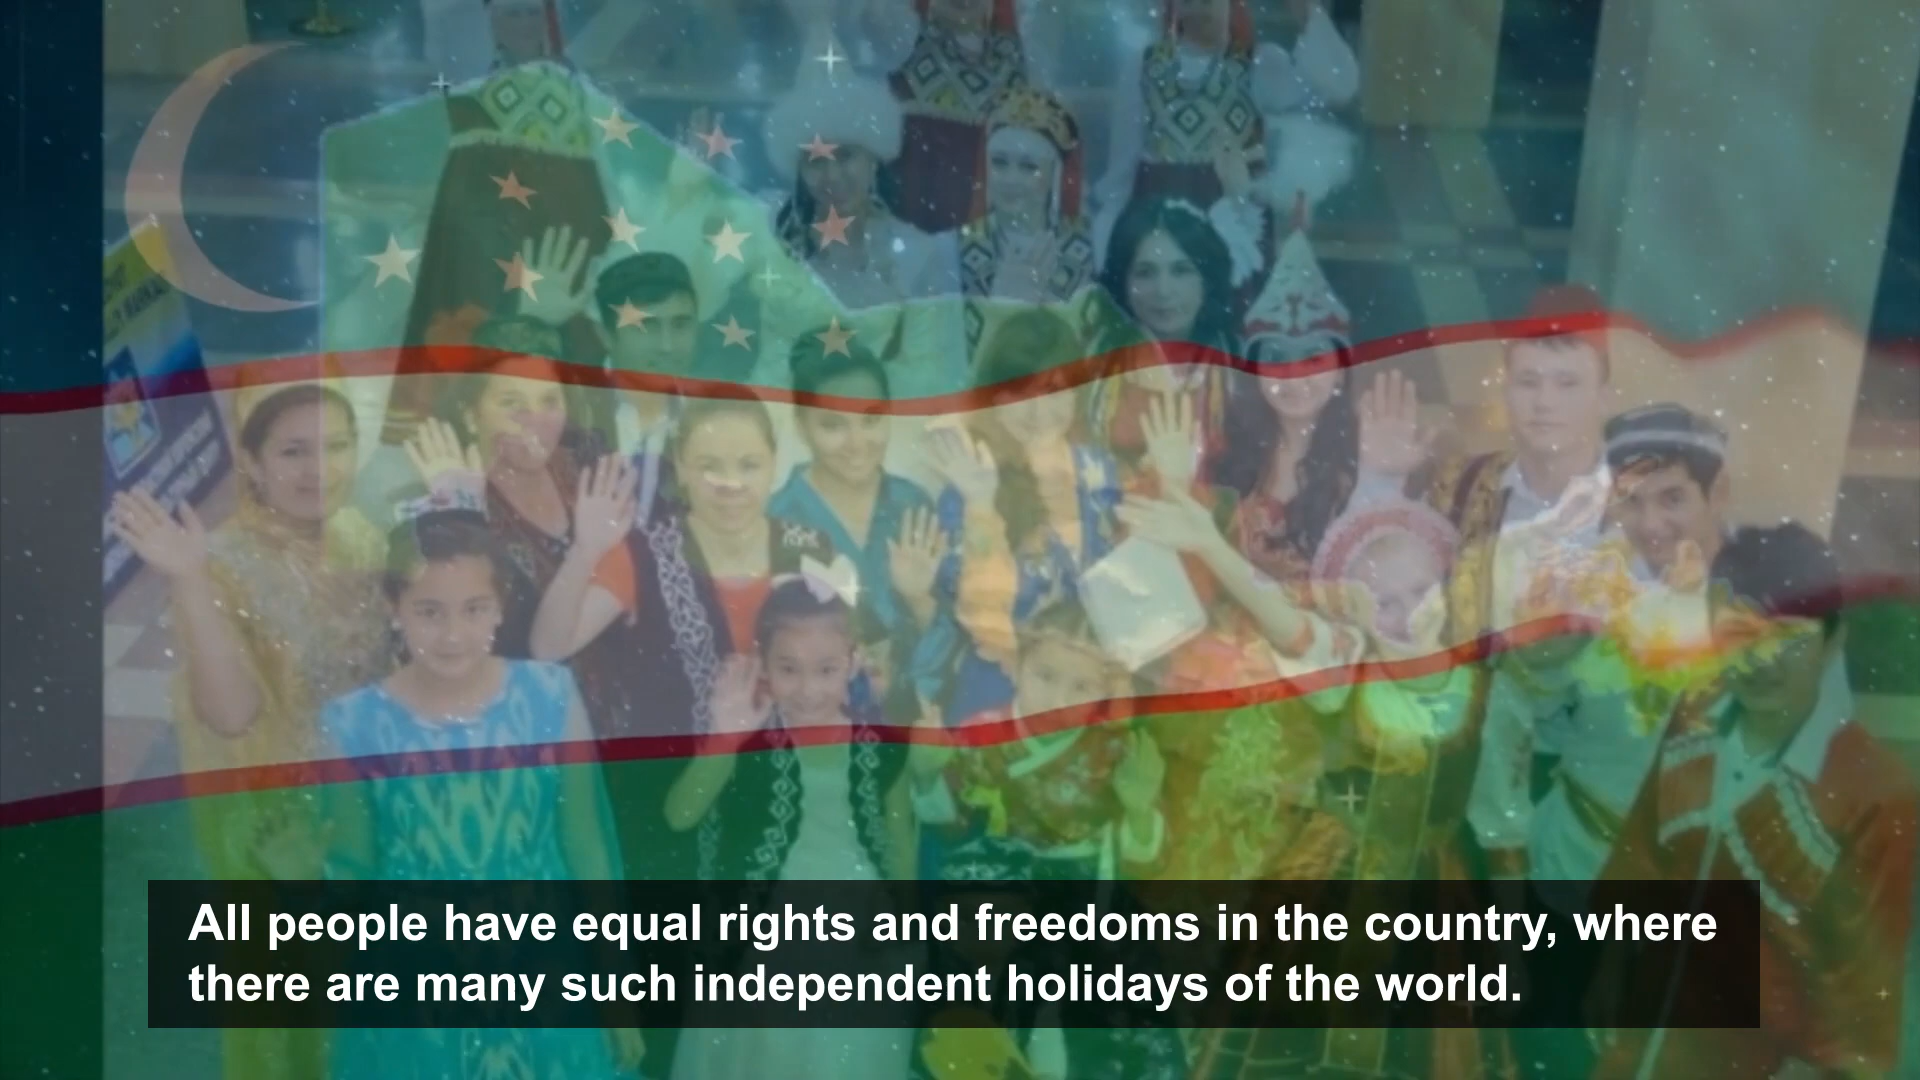 All people have equal rights and freedoms in the country, where
there are many such independent holidays of the world.